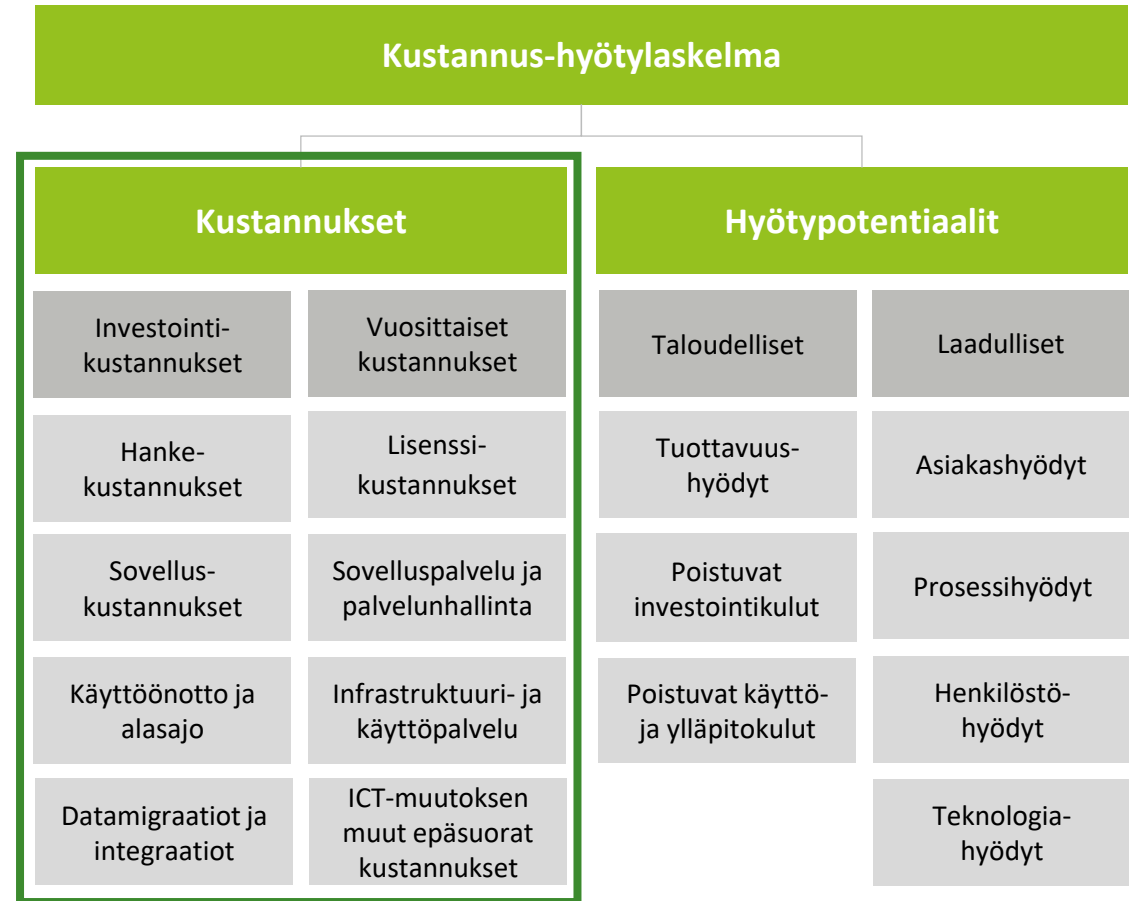 Kustannus-hyötylaskelma
Kustannukset
Investointi-
kustannukset
Hanke-
kustannukset
Sovellus-
kustannukset
Käyttöönotto ja
alasajo
Datamigraatiot ja
integraatiot
Vuosittaiset
kustannukset
Lisenssi-
kustannukset
Sovelluspalvelu ja
palvelunhallinta
Infrastruktuuri- ja
käyttöpalvelu
ICT-muutoksen
muut epäsuorat
kustannukset
Hyötypotentiaalit
Taloudelliset
Tuottavuus-
hyödyt
Poistuvat
investointikulut
Poistuvat käyttö-
ja ylläpitokulut
Laadulliset
Asiakashyödyt
Prosessihyödyt
Henkilöstö-
hyödyt
Teknologia-
hyödyt